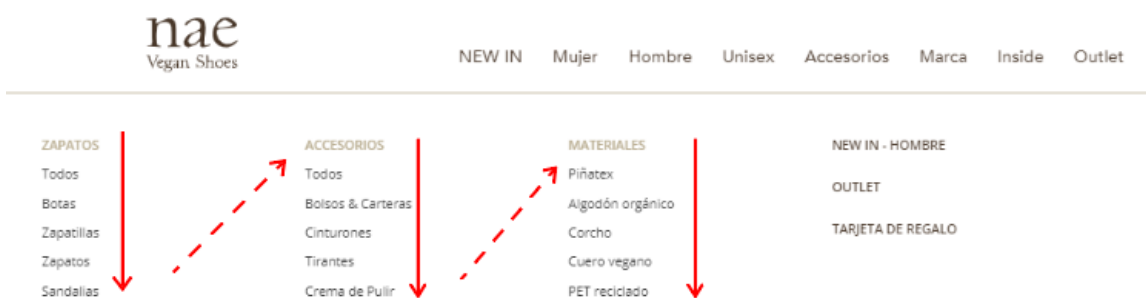 nae
Vegan Shoes
NEW IN Mujer Hombre Unisex Accesorios Marca Inside Outlet
ZAPATOS
Todos
Botas
Zapatillas
Zapatos
Sandalias
ACCESORIOS
Todos
Bolsos & Carteras
Cinturones
Tirantes
Crema de Pulir
MATERIALES
Piñatex
Algodón orgánico
Corcho
Cuero vegano
PET reciclado
NEW IN - HOMBRE
OUTLET
TARJETA DE REGALO